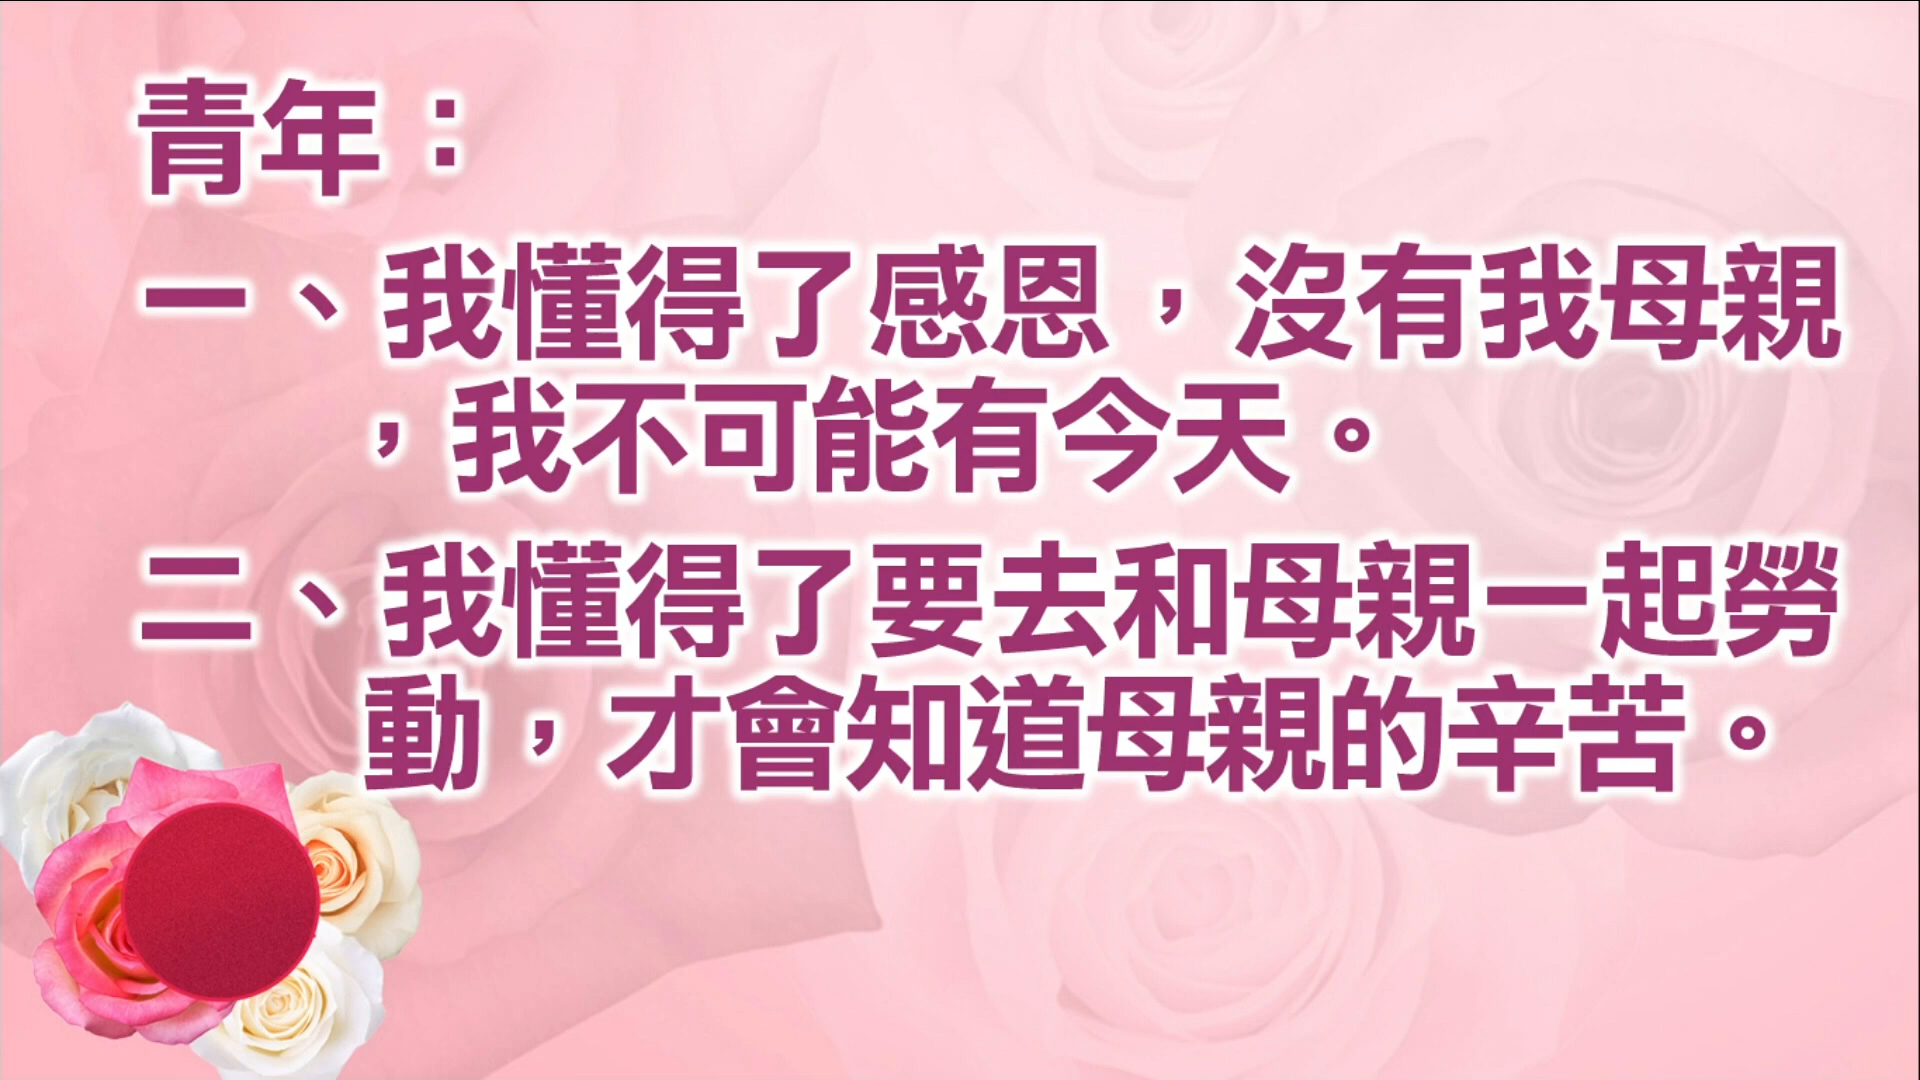 青年：
一、我懂得了感恩，沒有我母親
，我不可能有今天。
二、我懂得了要去和母親一起勞
動，才會知道母親的辛苦。